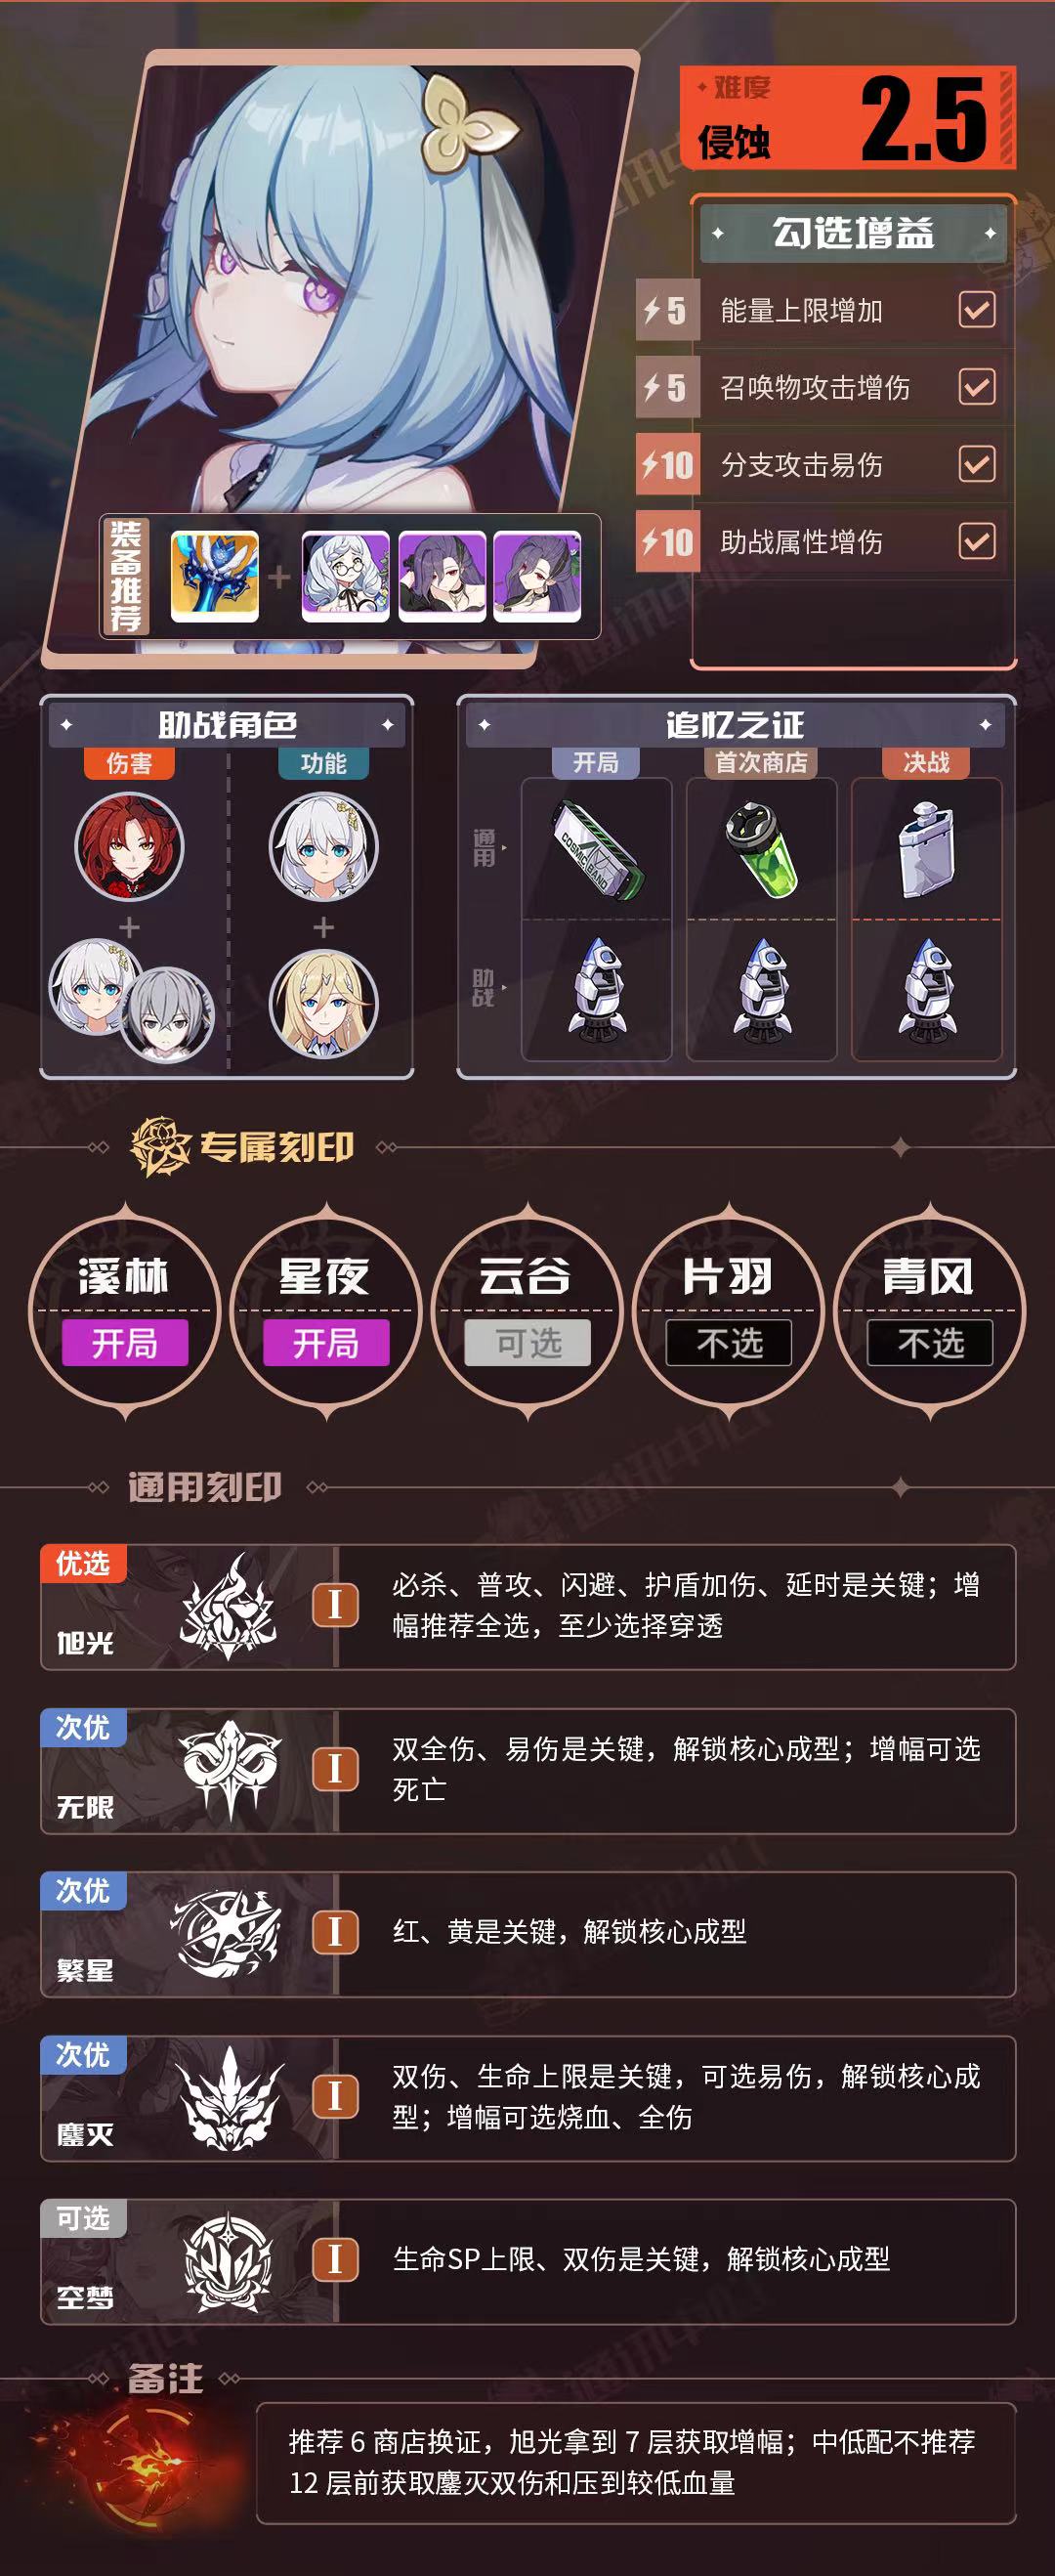 难度
侵蚀
2.5
勾选增益
5 能量上限增加
5 召唤物攻击增伤
10 分支攻击易伤
10 助战属性增伤
装备推荐
助战角色
伤害
功能
追忆之证
开局
首次商店
决战
通用
COSMIC BAND
助战
专属刻印
溪林
开局
星夜
开局
云谷
可选
片羽
不选
青风
不选
通用刻印
优选
旭光
I
必杀、普攻、闪避、护盾加伤、延时是关键；增
幅推荐全选，至少选择穿透
次优
无限
I
双全伤、易伤是关键，解锁核心成型；增幅可选
死亡
次优
繁星
I
红、黄是关键，解锁核心成型
次优
鏖灭
I
双伤、生命上限是关键，可选易伤，解锁核心成
型；增幅可选烧血、全伤
可选
空梦
I
生命SP上限、双伤是关键，解锁核心成型
备注
推荐 6 商店换证，旭光拿到 7 层获取增幅；中低配不推荐
12 层前获取鏖灭双伤和压到较低血量